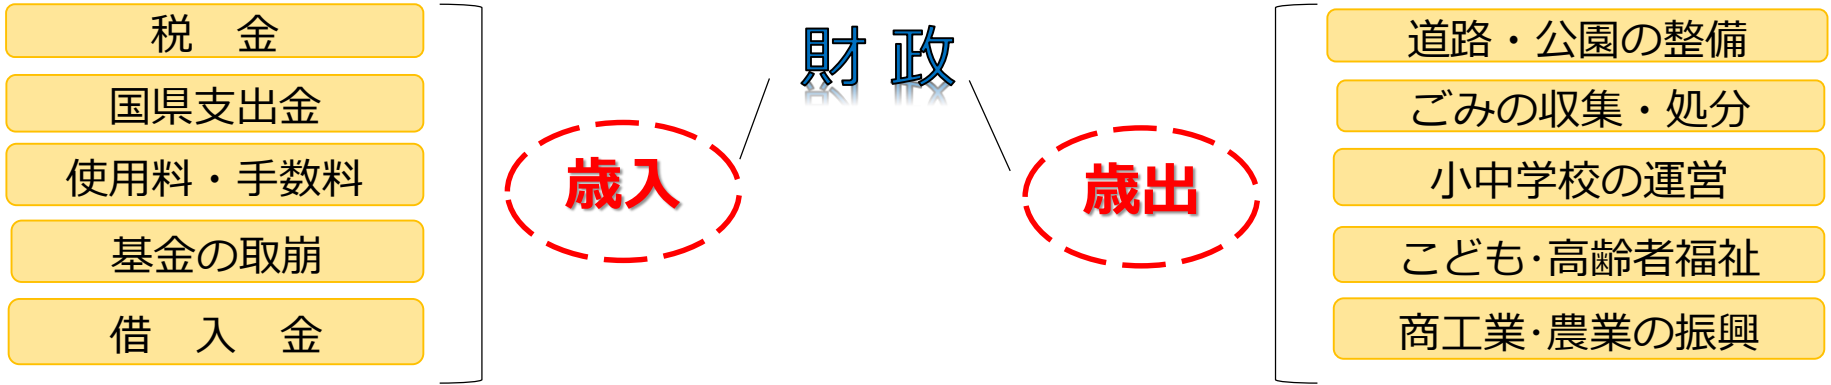 財 政
歳入
税　金
国県支出金
使用料・手数料
基金の取崩
借　入　金
歳出
道路・公園の整備
ごみの収集・処分
小中学校の運営
こども･高齢者福祉
商工業･農業の振興